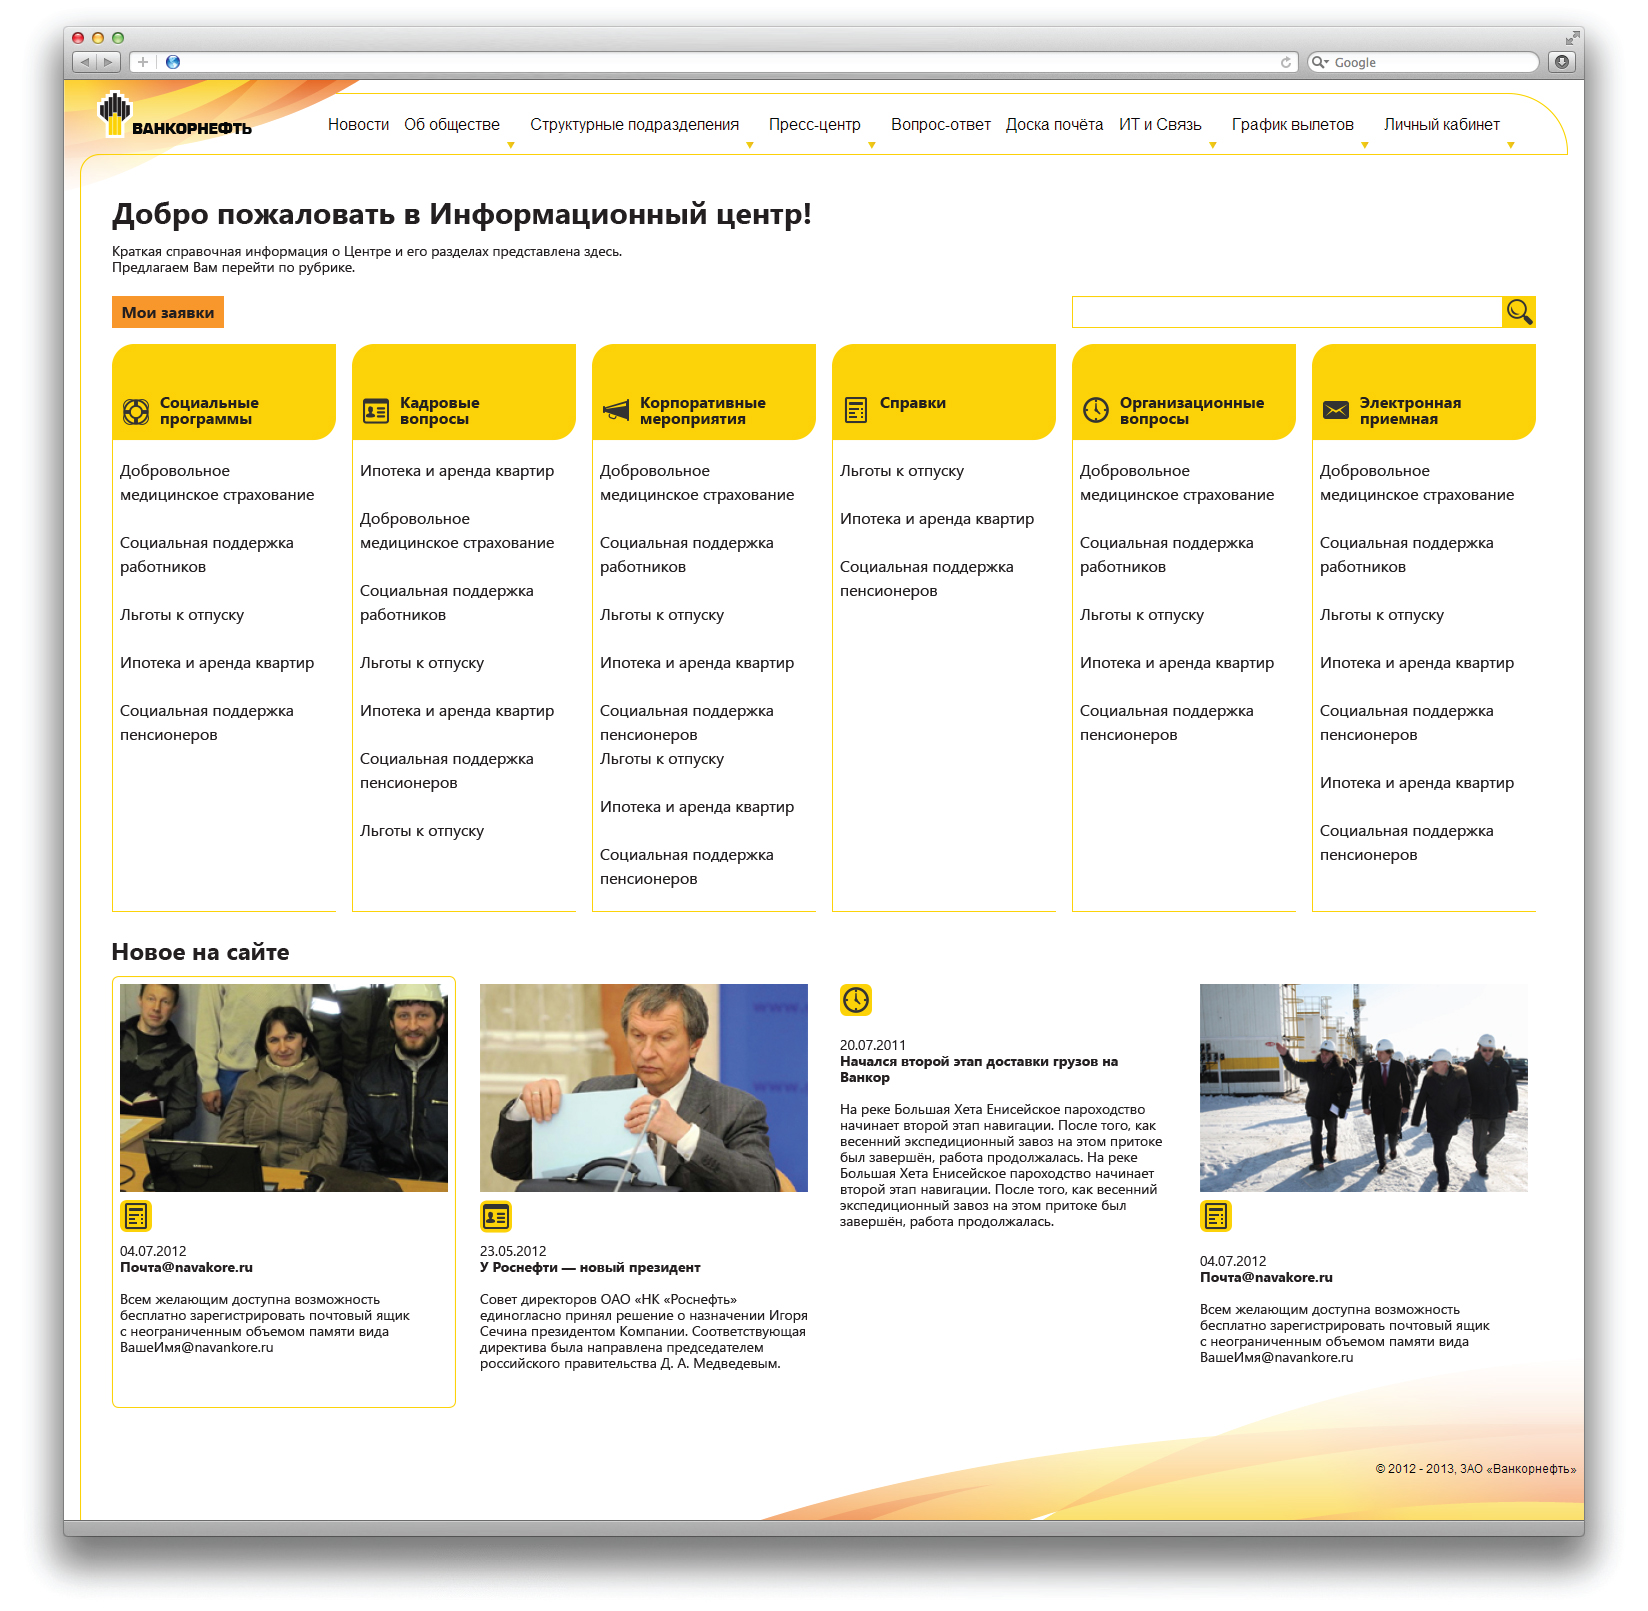 Google
ВАНКОРНЕФТЬ
Новости Об обществе Структурные подразделения Пресс-центр Вопрос-ответ Доска почёта ИТ и Связь График вылетов Личный кабинет
Добро пожаловать в Информационный центр!
Краткая справочная информация о Центре и его разделах представлена здесь.
Предлагаем Вам перейти по рубрике.
Мои заявки
Социальные
программы
Добровольное
медицинское страхование
Социальная поддержка
работников
Льготы к отпуску
Ипотека и аренда квартир
Социальная поддержка
пенсионеров
Кадровые
вопросы
Ипотека и аренда квартир
Добровольное
медицинское страхование
Социальная поддержка
работников
Льготы к отпуску
Ипотека и аренда квартир
Социальная поддержка
пенсионеров
Льготы к отпуску
Корпоративные
мероприятия
Добровольное
медицинское страхование
Социальная поддержка
работников
Льготы к отпуску
Ипотека и аренда квартир
Социальная поддержка
пенсионеров
Льготы к отпуску
Ипотека и аренда квартир
Социальная поддержка
пенсионеров
Справки
Льготы к отпуску
Ипотека и аренда квартир
Социальная поддержка
пенсионеров
Организационные
вопросы
Добровольное
медицинское страхование
Социальная поддержка
работников
Льготы к отпуску
Ипотека и аренда квартир
Социальная поддержка
пенсионеров
Электронная
приемная
Добровольное
медицинское страхование
Социальная поддержка
работников
Льготы к отпуску
Ипотека и аренда квартир
Социальная поддержка
пенсионеров
Ипотека и аренда квартир
Социальная поддержка
пенсионеров
Новое на сайте
04.07.2012
Почта@navakore.ru
Всем желающим доступна возможность
бесплатно зарегистрировать почтовый ящик
с неограниченным объемом памяти вида
ВашеИмя@navankore.ru
www.
www.
23.05.2012
У Роснефти — новый президент
Совет директоров ОАО «НК «Роснефть»
единогласно принял решение о назначении Игоря
Сечина президентом Компании. Соответствующая
директива была направлена председателем
российского правительства Д. А. Медведевым.
20.07.2011
Начался второй этап доставки грузов на
Ванкор
На реке Большая Хета Енисейское пароходство
начинает второй этап навигации. После того, как
весенний экспедиционный завоз на этом притоке
был завершён, работа продолжалась. На реке
Большая Хета Енисейское пароходство начинает
второй этап навигации. После того, как весенний
экспедиционный завоз на этом притоке был
завершён, работа продолжалась.
04.07.2012
Почта@navakore.ru
Всем желающим доступна возможность
бесплатно зарегистрировать почтовый ящик
с неограниченным объемом памяти вида
ВашеИмя@navankore.ru
© 2012 - 2013, ЗАО «Ванкорнефть»